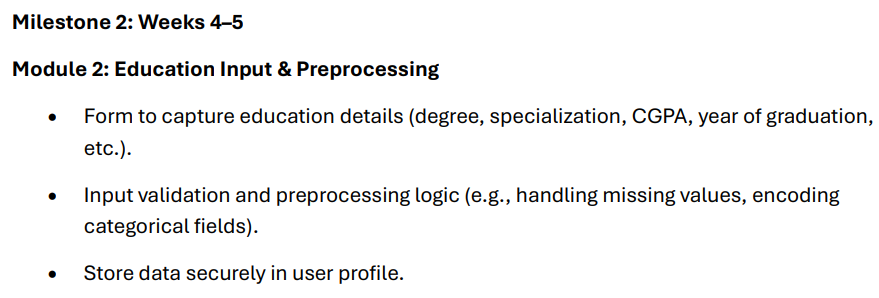 Milestone 2: Weeks 4–5
Module 2: Education Input & Preprocessing
• Form to capture education details (degree, specialization, CGPA, year of graduation,
etc.).
• Input validation and preprocessing logic (e.g., handling missing values, encoding
categorical fields).
• Store data securely in user profile.